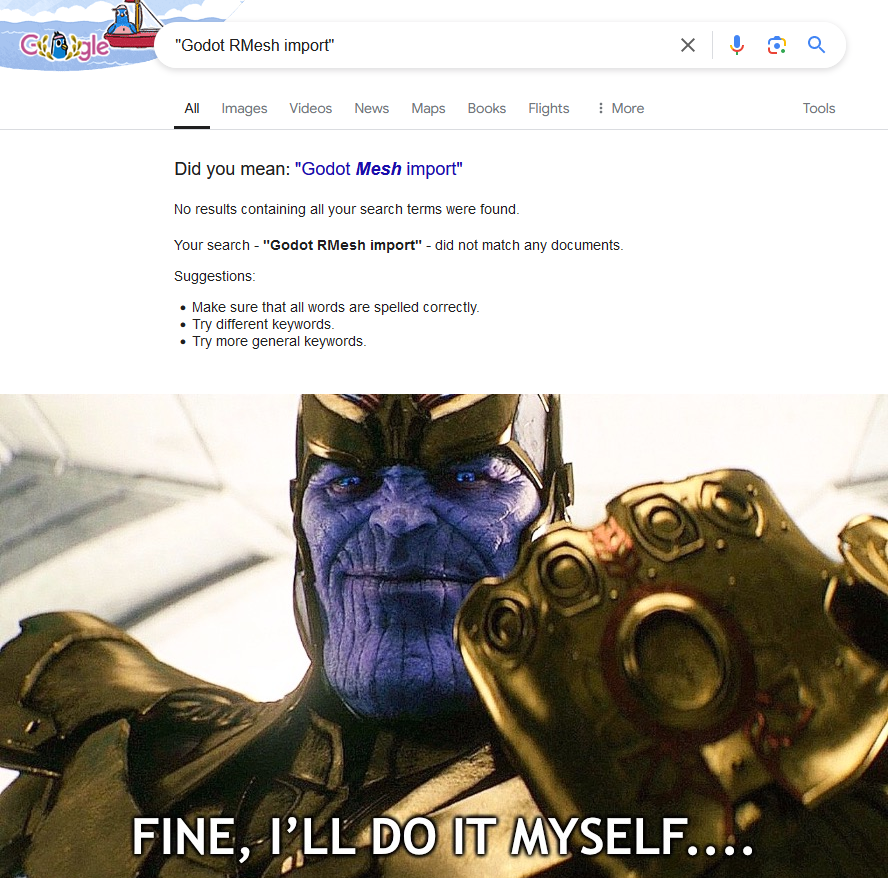 Google
"Godot RMesh import"
All Images Videos News Maps Books Flights More Tools
Did you mean: "Godot Mesh import"
No results containing all your search terms were found.
Your search - "Godot RMesh import" - did not match any documents.
Suggestions:
Make sure that all words are spelled correctly.
Try different keywords.
Try more general keywords.
FINE, I'LL DO IT MYSELF....